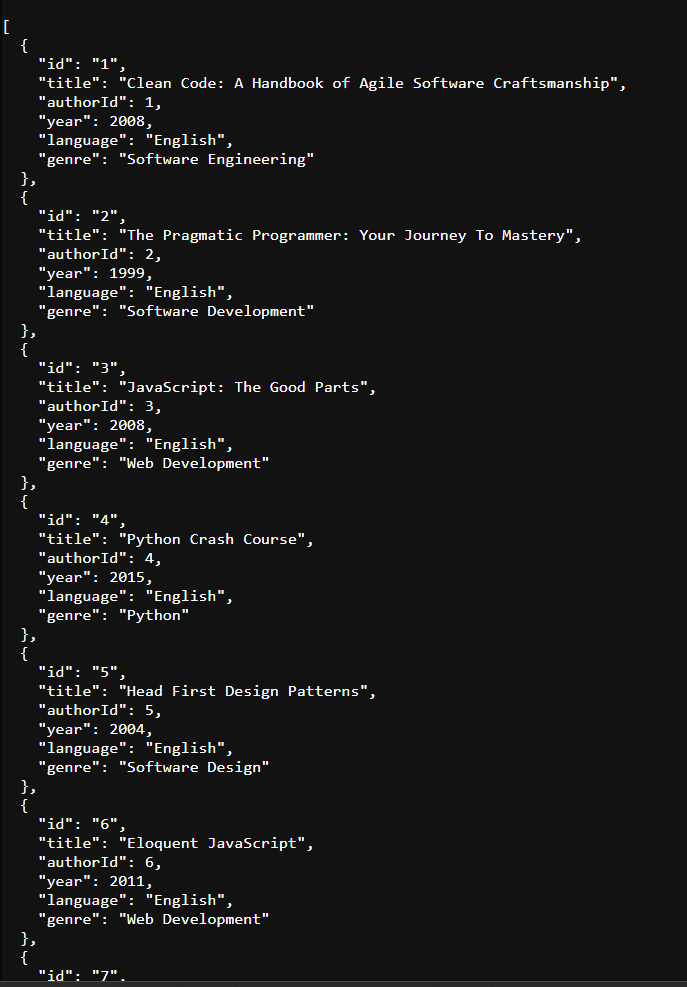 [
  {
    "id": "1",
    "title": "Clean Code: A Handbook of Agile Software Craftsmanship",
    "authorId": 1,
    "year": 2008,
    "language": "English",
    "genre": "Software Engineering"
  },
  {
    "id": "2",
    "title": "The Pragmatic Programmer: Your Journey To Mastery",
    "authorId": 2,
    "year": 1999,
    "language": "English",
    "genre": "Software Development"
  },
  {
    "id": "3",
    "title": "JavaScript: The Good Parts",
    "authorId": 3,
    "year": 2008,
    "language": "English",
    "genre": "Web Development"
  },
  {
    "id": "4",
    "title": "Python Crash Course",
    "authorId": 4,
    "year": 2015,
    "language": "English",
    "genre": "Python"
  },
  {
    "id": "5",
    "title": "Head First Design Patterns",
    "authorId": 5,
    "year": 2004,
    "language": "English",
    "genre": "Software Design"
  },
  {
    "id": "6",
    "title": "Eloquent JavaScript",
    "authorId": 6,
    "year": 2011,
    "language": "English",
    "genre": "Web Development"
  },
  {
    "id": "7",